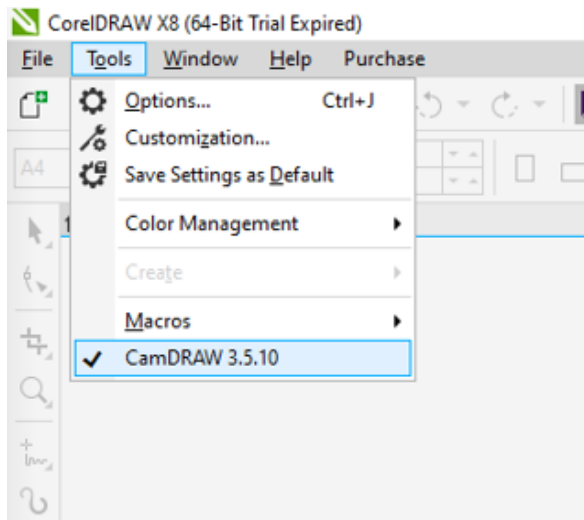 CorelDRAW X8 (64-Bit Trial Expired)
File Tools Window Help Purchase
Options... Ctrl+J
Customization...
A4
Save Settings as Default
Color Management
Create
Macros
CamDRAW 3.5.10